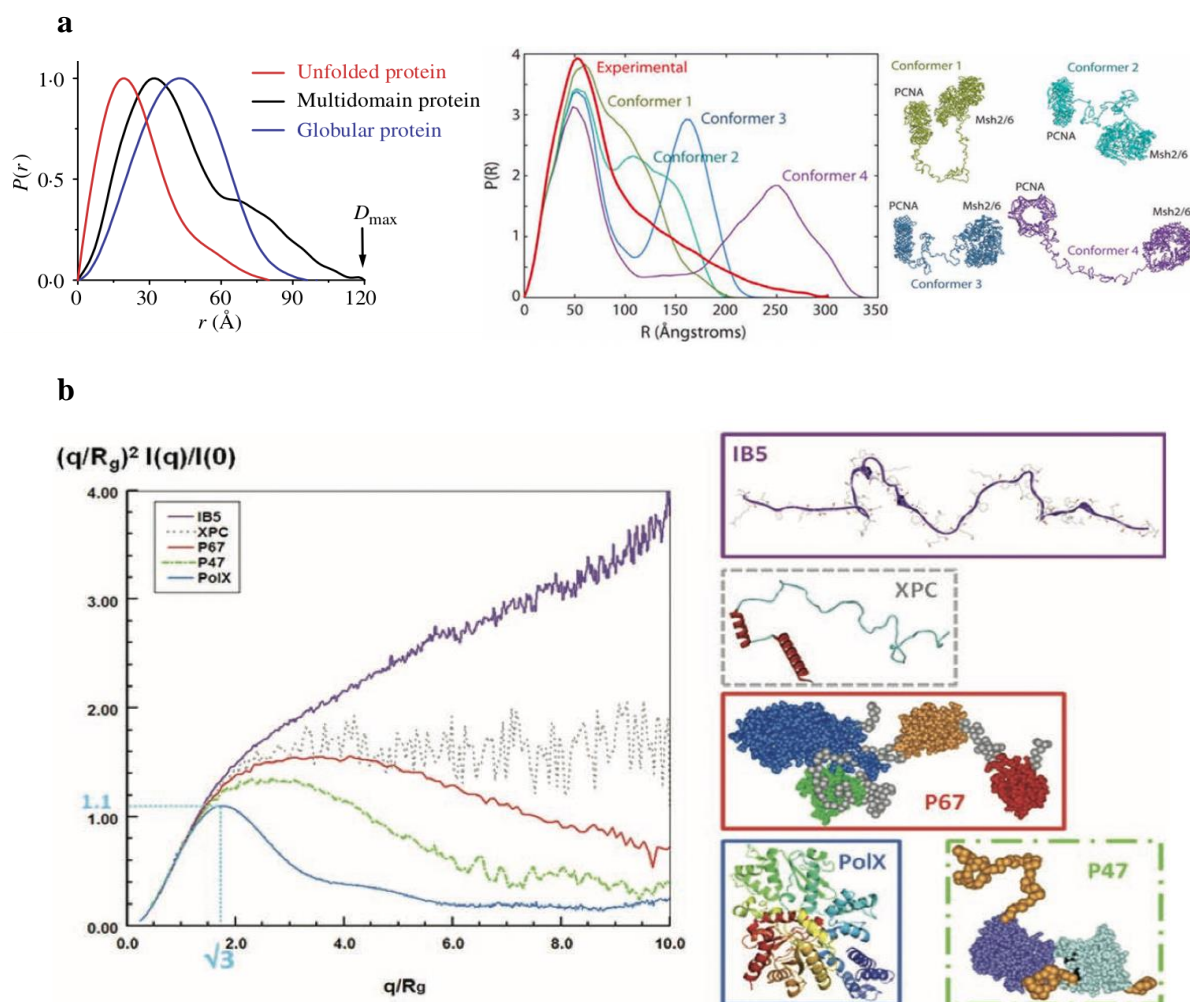 a
1·0
0·5
0·0
P(r)
0
30
60
90
120
r (Å)
Unfolded protein
Multidomain protein
Globular protein
Dmax
4
3
2
1
0
P(R)
0
50
100
150
200
250
300
350
R (Ångstroms)
Experimental
Conformer 1
Conformer 3
Conformer 2
Conformer 4
Conformer 1
PCNA
Msh2/6
Conformer 2
PCNA
Msh2/6
PCNA
Msh2/6
Conformer 3
PCNA
Msh2/6
Conformer 4
b
(q/Rg)² I(q)/I(0)
4.00
3.00
2.00
1.1
1.00
0.00
IB5
XPC
P67
P47
PolX
0.0
2.0
4.0
6.0
8.0
10.0
√3
q/Rg
IB5
XPC
P67
PolX
P47